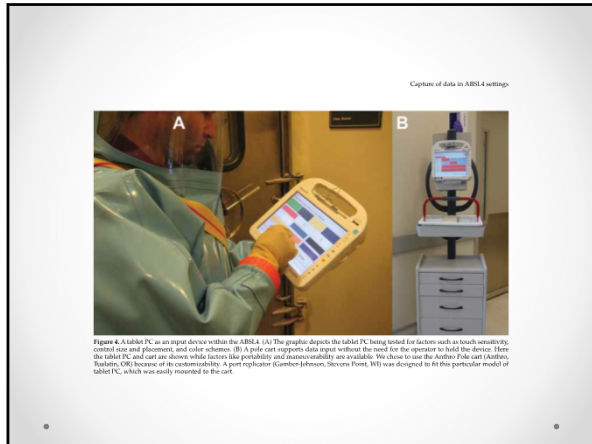 Capture of data in ABSL4 settings
A
B
Figure 4. A tablet PC as an input device within the ABSL4. (A) The graphic depicts the tablet PC being tested for factors such as touch sensitivity,
control size and placement, and color schemes. (B) A pole cart supports data input without the need for the operator to hold the device. Here
the tablet PC and cart are shown while factors like portability and maneuverability are available. We chose to use the Anthro Pole cart (Anthro,
Tualatin, OR) because of its customizability. A port replicator (Gamber-Johnson, Stevens Point, WI) was designed to fit this particular model of
tablet PC, which was easily mounted to the cart.